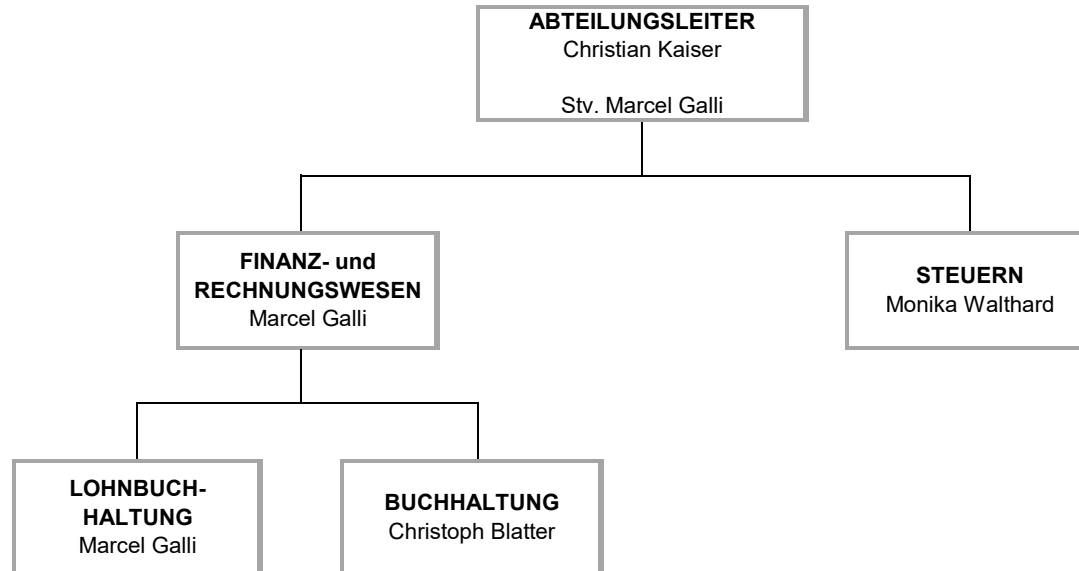 ABTEILUNGSLEITER
Christian Kaiser
Stv. Marcel Galli
FINANZ- und
RECHNUNGSWESEN
Marcel Galli
STEUERN
Monika Walthard
LOHNBUCH-
HALTUNG
Marcel Galli
BUCHHALTUNG
Christoph Blatter